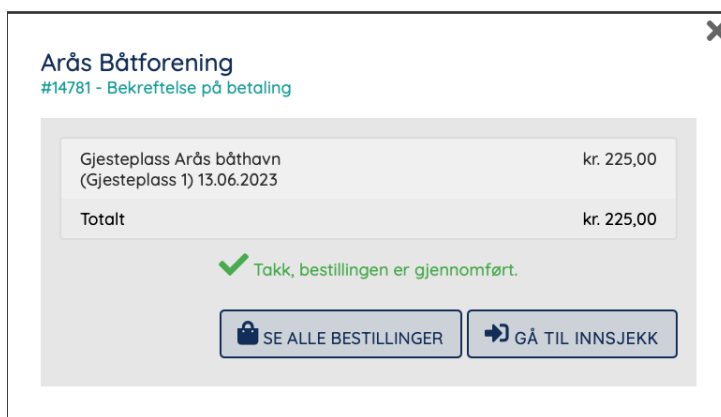 Arås Båtforening
#14781 - Bekreftelse på betaling
Gjesteplass Arås båthavn kr. 225,00
(Gjesteplass 1) 13.06.2023
Totalt kr. 225,00
Takk, bestillingen er gjennomført.
SE ALLE BESTILLINGER GÅ TIL INNSJEKK